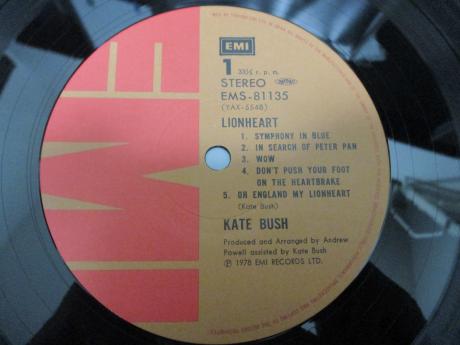 EMI
EMI
1 33⅓ r. p. m.
STEREO
EMS-81135
(YAX-5548)
LIONHEART
1. SYMPHONY IN BLUE
2. IN SEARCH OF PETER PAN
3. WOW
4. DON'T PUSH YOUR FOOT
ON THE HEARTBRAKE
5. OH ENGLAND MY LIONHEART
(Kate Bush)
KATE BUSH
Produced and Arranged by Andrew
Powell assisted by Kate Bush
℗ 1978 EMI RECORDS LTD.